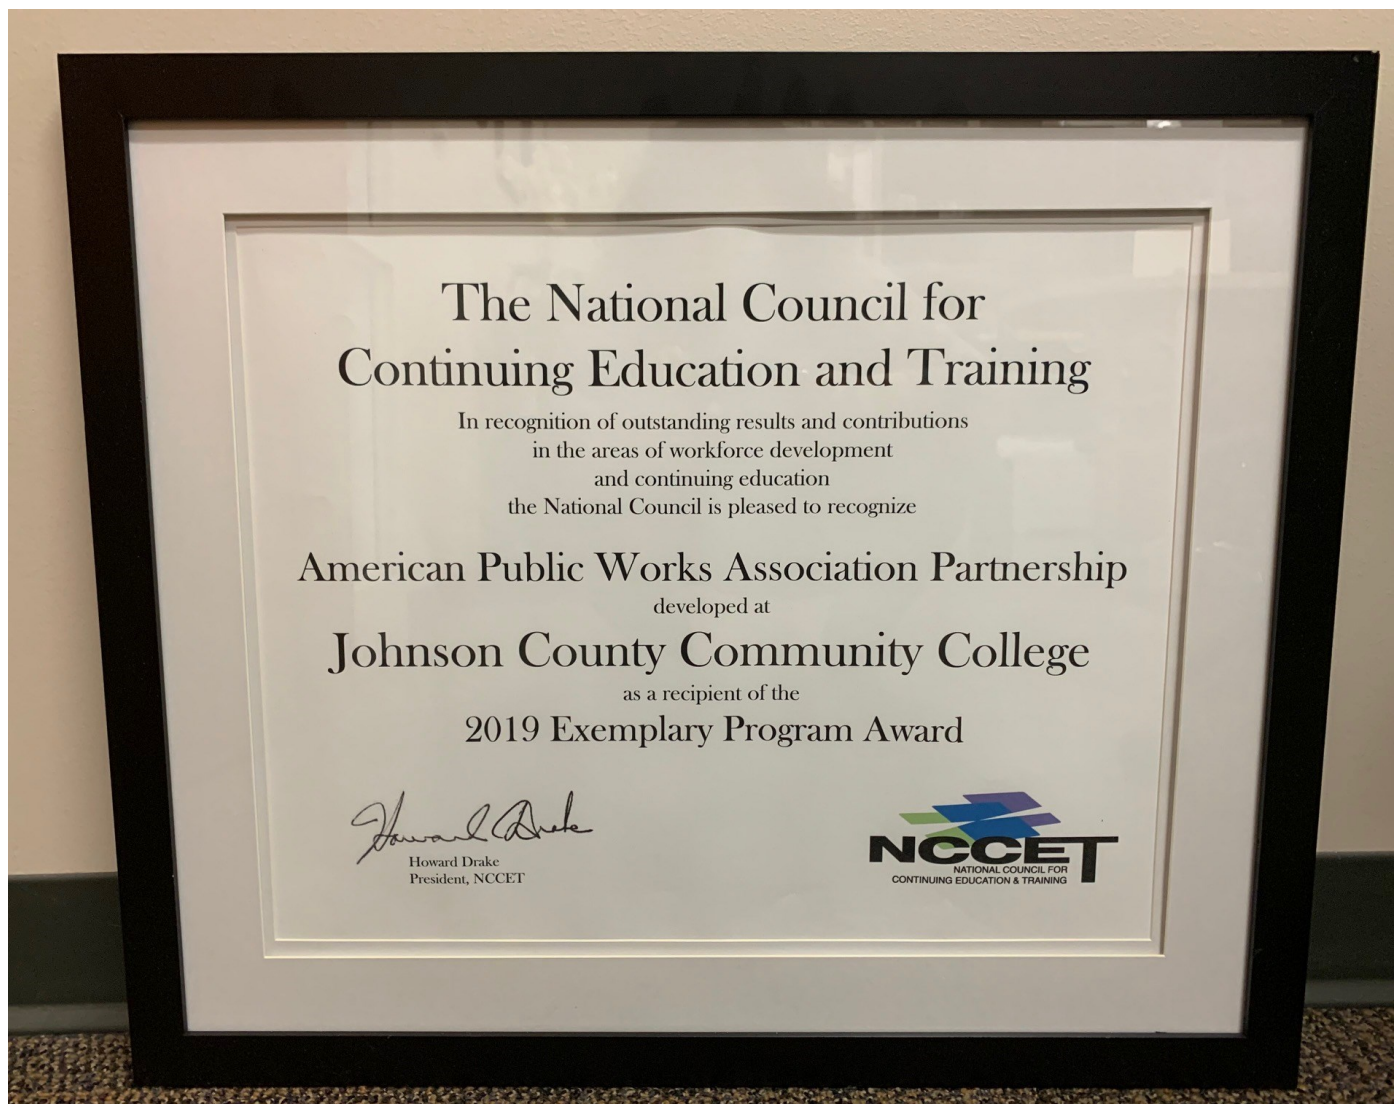 The National Council for
Continuing Education and Training
In recognition of outstanding results and contributions
in the areas of workforce development
and continuing education
the National Council is pleased to recognize
American Public Works Association Partnership
developed at
Johnson County Community College
as a recipient of the
2019 Exemplary Program Award
Howard Drake
Howard Drake
President, NCCET
NCCET
NATIONAL COUNCIL FOR
CONTINUING EDUCATION & TRAINING